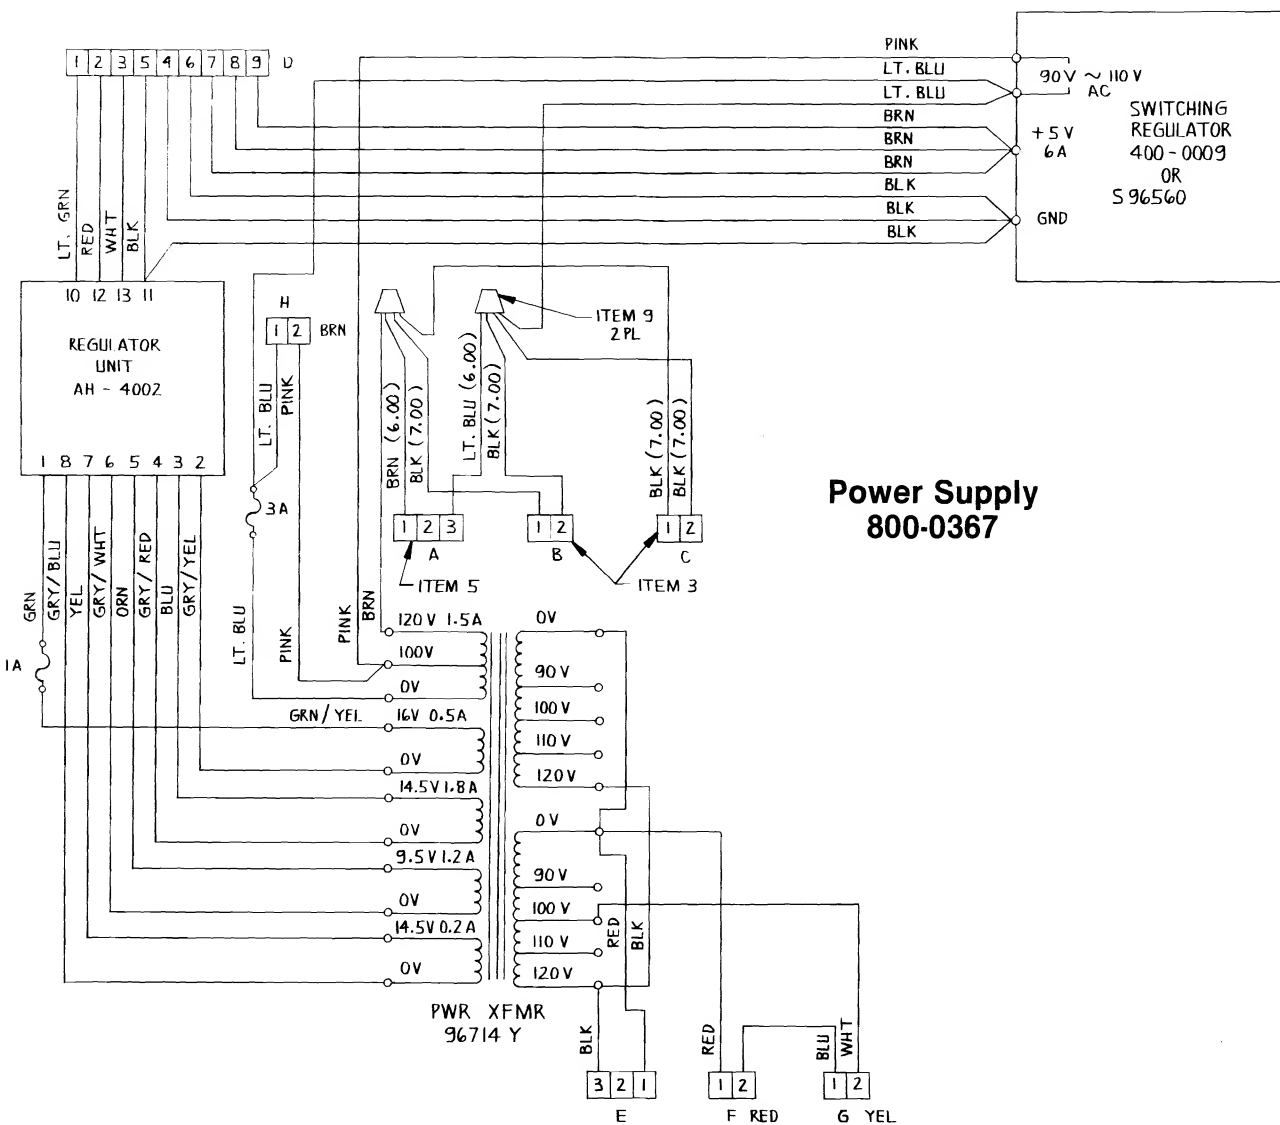 1 2 3 5 4 6 7 8 9 D
PINK
LT. BLU
LT. BLU
BRN
BRN
BRN
BLK
BLK
BLK
90 V ~ 110 V
AC
+5 V
6A
GND
SWITCHING
REGULATOR
400-0009
OR
S 96560
LT. GRN
RED
WHT
BLK
10 12 13 11
REGULATOR
UNIT
AH - 4002
1 8 7 6 5 4 3 2
H
1 2 BRN
LT. BLU
PINK
ITEM 9
2 PL
BRN (6.00)
BLK (7.00)
LT. BLU (6.00)
BLK (7.00)
BLK (7.00)
BLK (7.00)
3A
1 2 3
A
ITEM 5
1 2
B
1 2
C
ITEM 3
Power Supply
800-0367
GRN
GRY/BLU
YEL
GRY/WHT
ORN
GRY/RED
BLU
GRY/YEL
1A
LT. BLU
PINK
PINK
BRN
120 V 1.5A
100V
0V
GRN/YEL
16V 0.5A
0V
14.5V 1.8A
0V
9.5V 1.2A
0V
14.5V 0.2A
0V
0V
90 V
100 V
110 V
120 V
0 V
90 V
100 V
110 V
120 V
RED
BLK
PWR XFMR
96714 Y
BLK
RED
BLU
WHT
3 2 1
E
1 2
F RED
1 2
G YEL